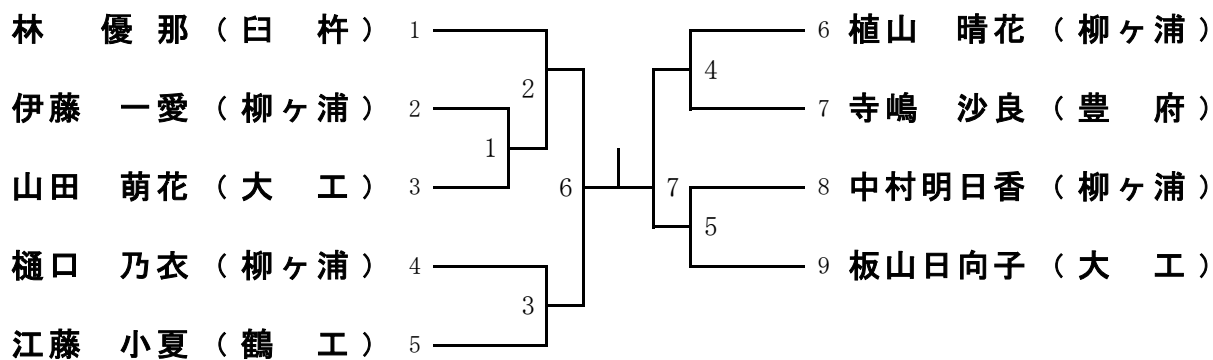 林 優那（臼 杵） 1
伊藤 一愛（柳ヶ浦） 2
山田 萌花（大 工） 3
樋口 乃衣（柳ヶ浦） 4
江藤 小夏（鶴 工） 5
1
2
3
6
7
4
5
6 植山 晴花（柳ヶ浦）
7 寺嶋 沙良（豊 府）
8 中村明日香（柳ヶ浦）
9 板山日向子（大 工）